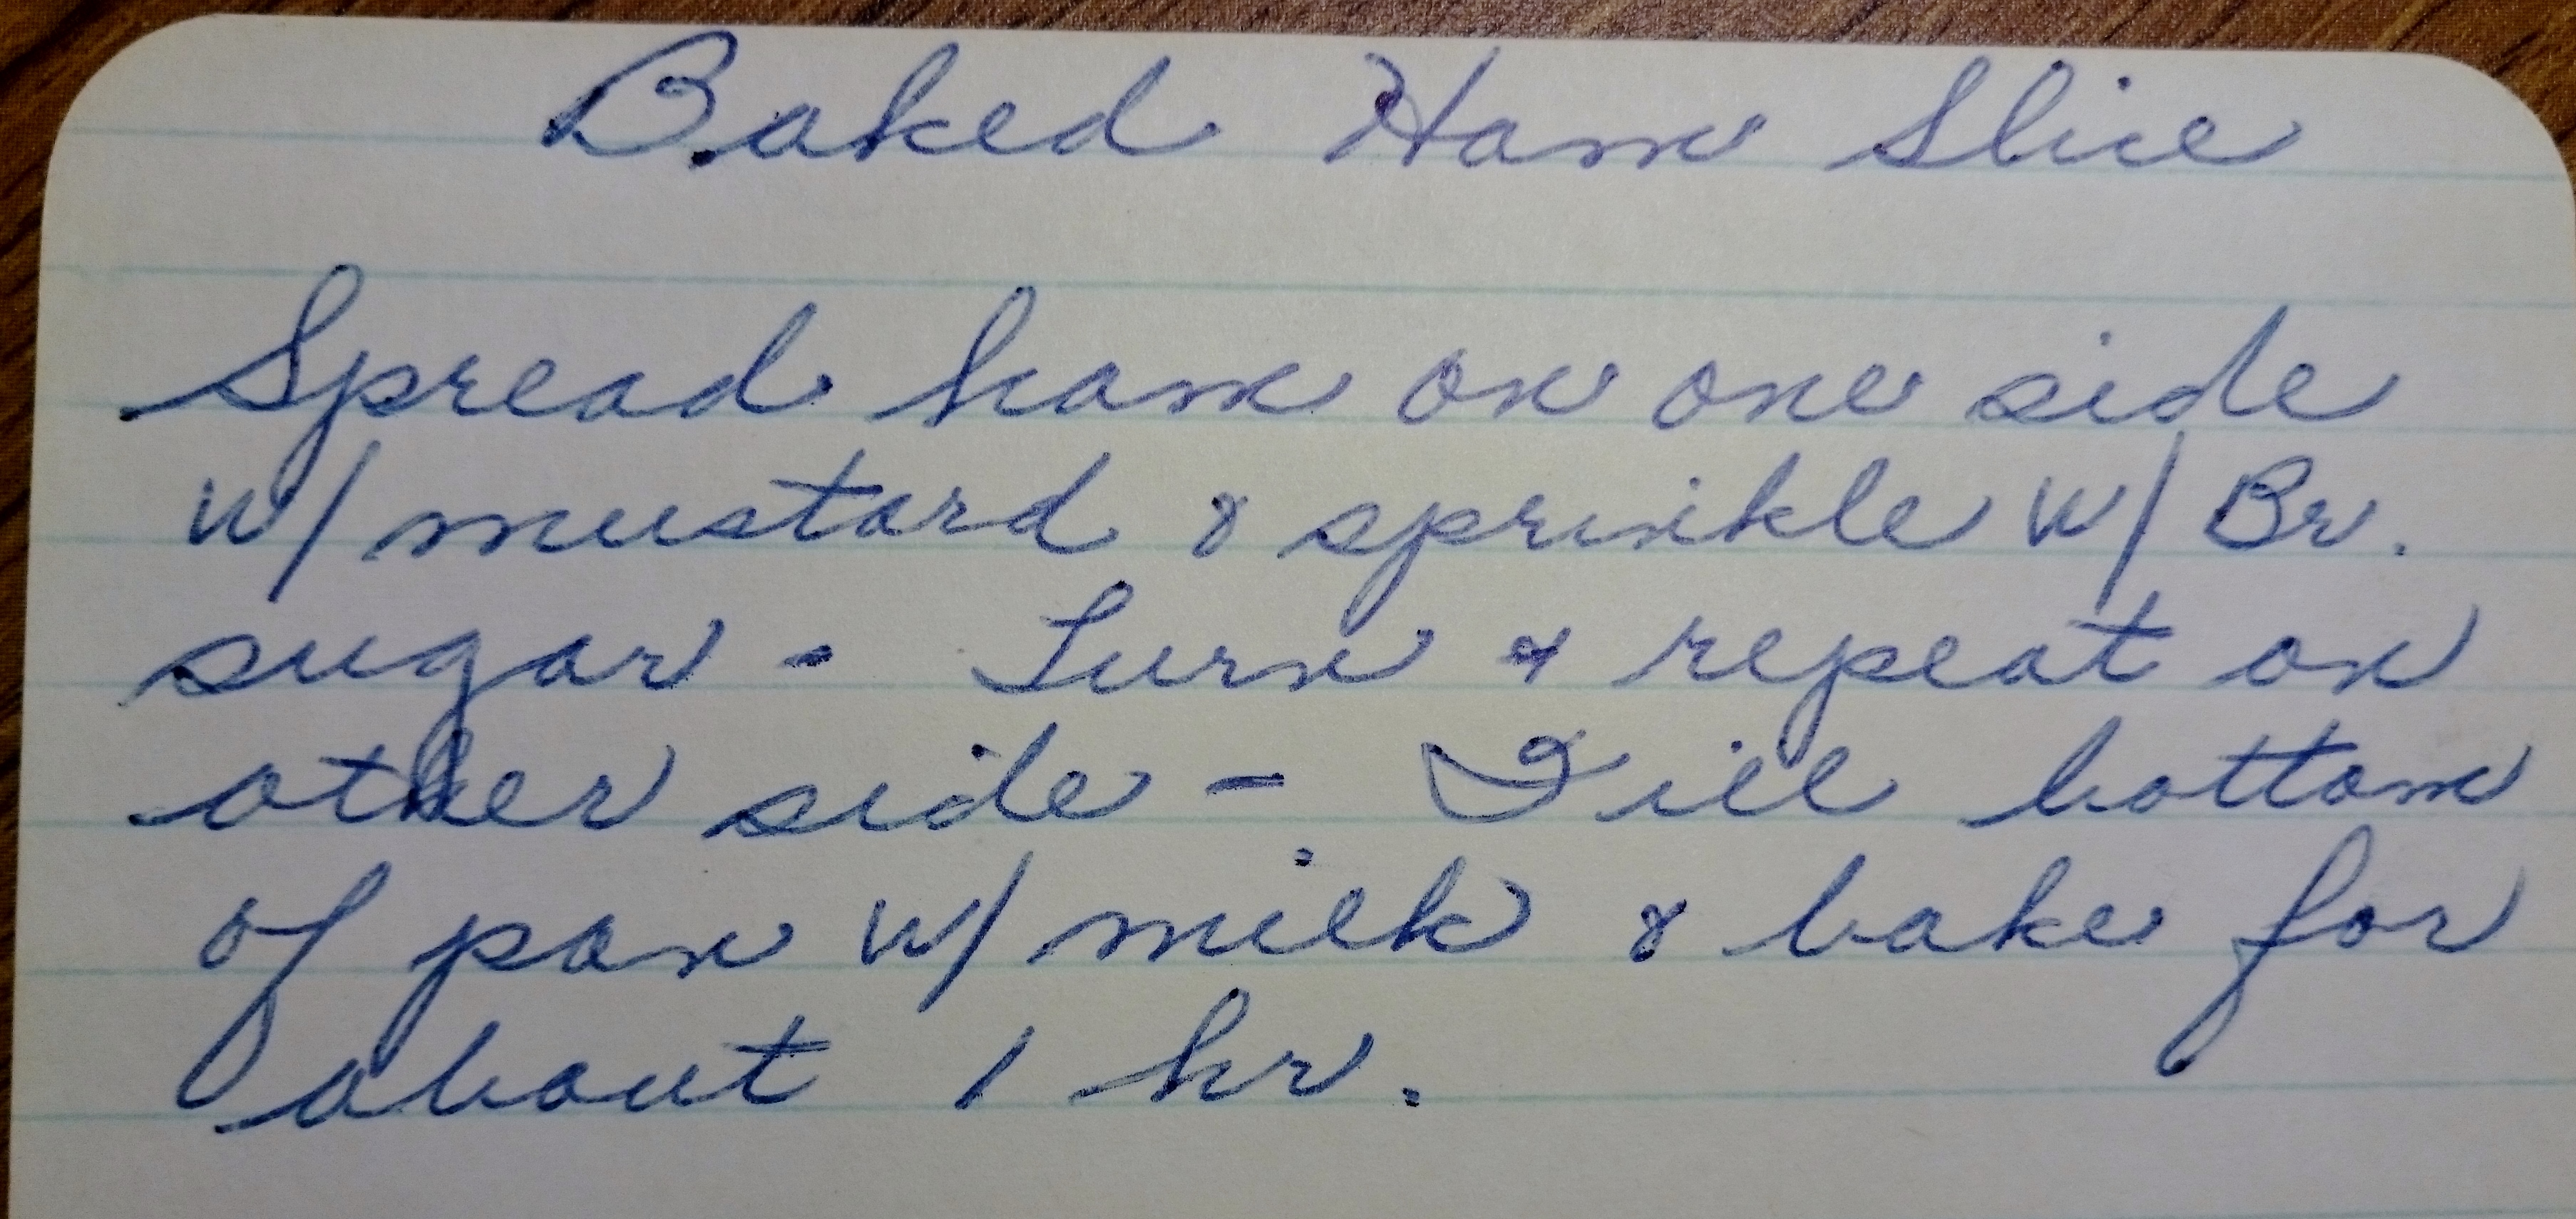 Baked Ham Slice
Spread ham on one side
w/ mustard & sprinkle w/ Br.
sugar - Turn & repeat on
other side - Fill bottom
of pan w/ milk & bake for
about 1 hr.